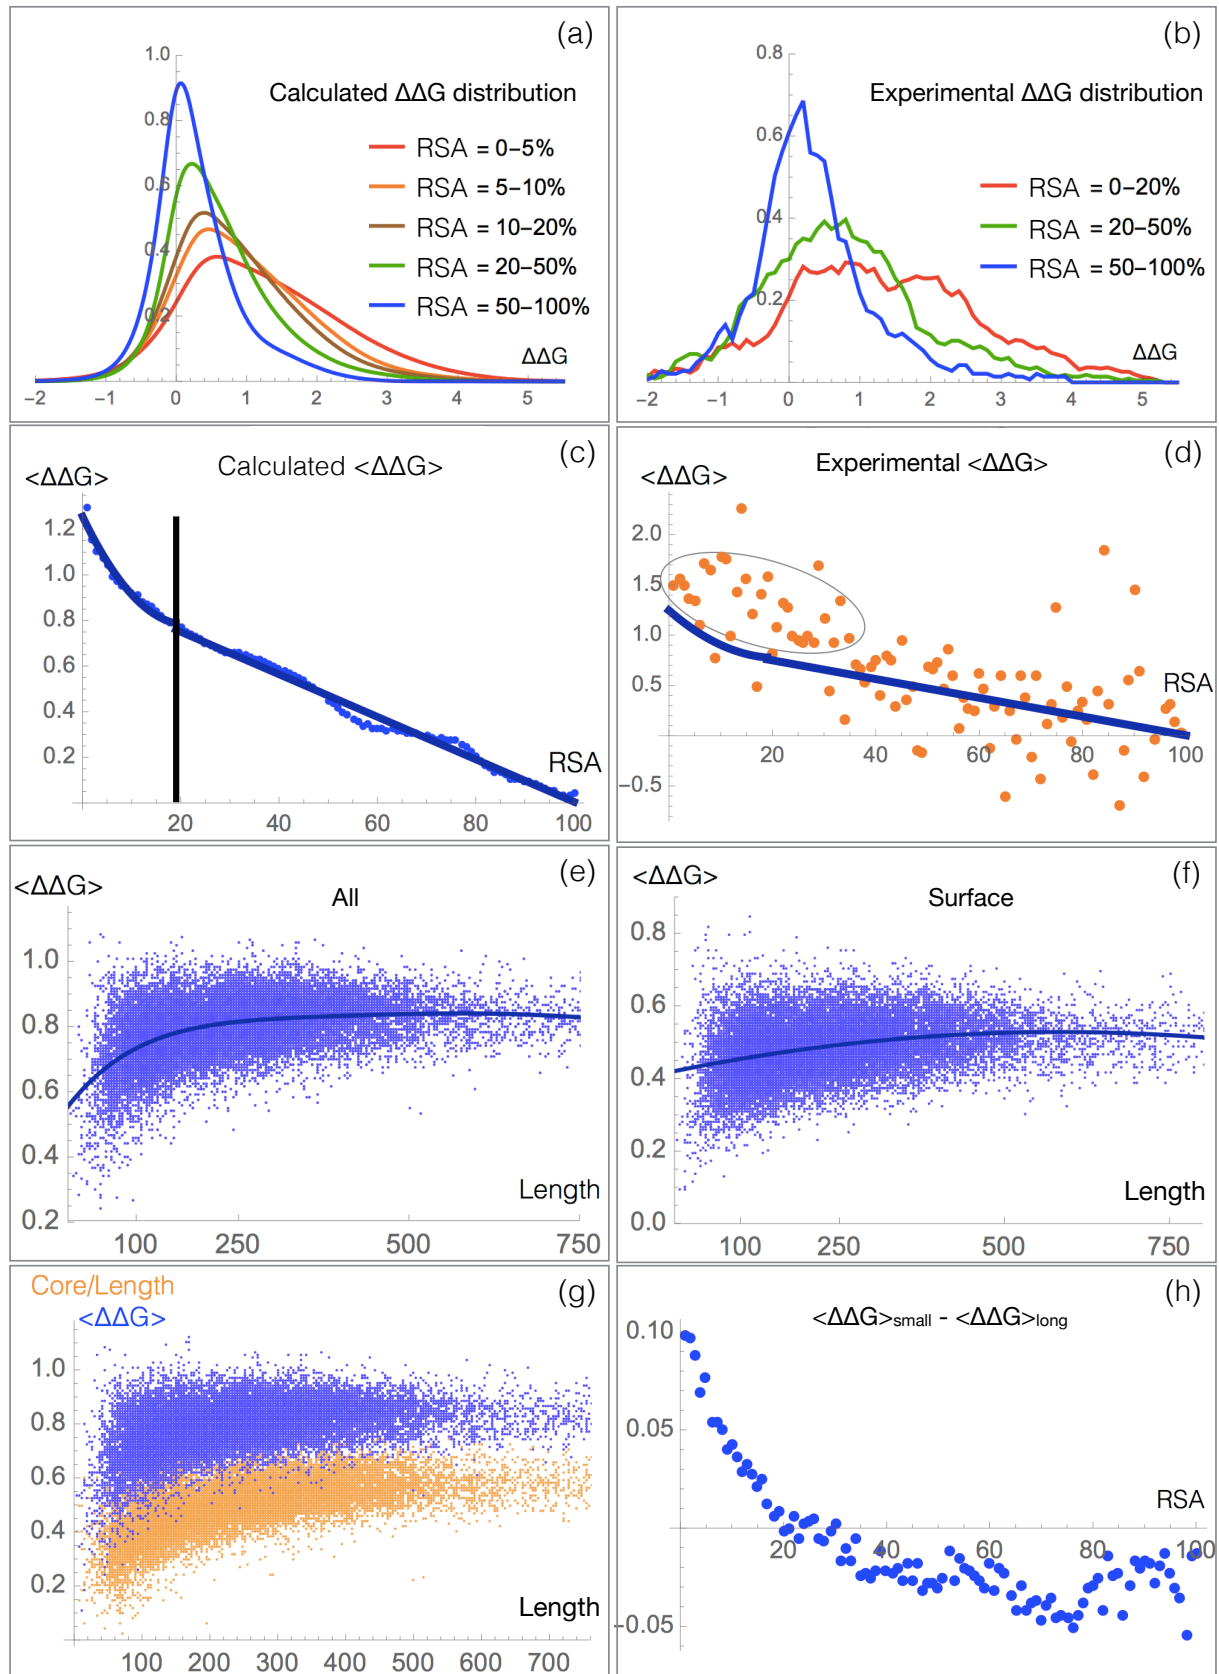 (a)
1.0
Calculated ΔΔG distribution
0.8
RSA = 0–5%
RSA = 5–10%
0.6
RSA = 10–20%
0.4
RSA = 20–50%
RSA = 50–100%
0.2
ΔΔG
−2 −1 0 1 2 3 4 5
(b)
0.8
Experimental ΔΔG distribution
0.6
RSA = 0–20%
0.4
RSA = 20–50%
RSA = 50–100%
0.2
ΔΔG
−2 −1 0 1 2 3 4 5
(c)
Calculated <ΔΔG>
<ΔΔG>
1.2
1.0
0.8
0.6
0.4
0.2
RSA
20 40 60 80 100
(d)
Experimental <ΔΔG>
<ΔΔG>
2.0
1.5
1.0
0.5
RSA
20 40 60 80 100
−0.5
(e)
<ΔΔG>
All
1.0
0.8
0.6
0.4
Length
0.2
100 250 500 750
(f)
<ΔΔG>
Surface
0.8
0.6
0.4
0.2
Length
0.0
100 250 500 750
Core/Length
(g)
<ΔΔG>
1.0
0.8
0.6
0.4
0.2
Length
100 200 300 400 500 600 700
(h)
<ΔΔG>small - <ΔΔG>long
0.10
0.05
RSA
20 40 60 80 100
−0.05